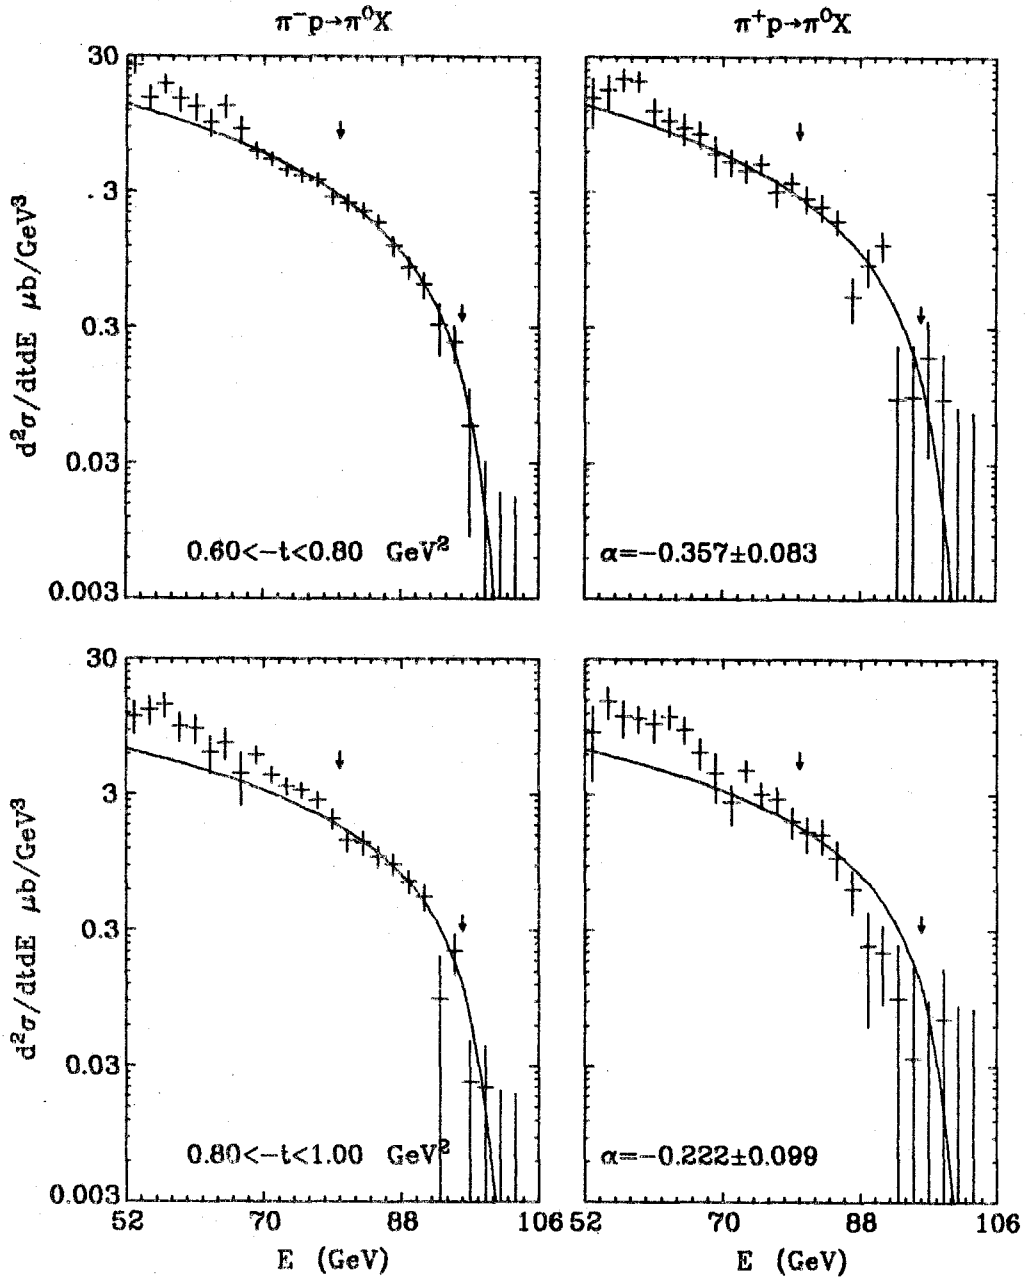 π⁻p→π⁰X
π⁺p→π⁰X
30
3
0.3
0.03
0.003
d²σ/dtdE μb/GeV³
0.60<-t<0.80 GeV²
α=-0.357±0.083
30
3
0.3
0.03
0.003
d²σ/dtdE μb/GeV³
0.80<-t<1.00 GeV²
α=-0.222±0.099
52 70 88 106 52 70 88 106
E (GeV)
E (GeV)